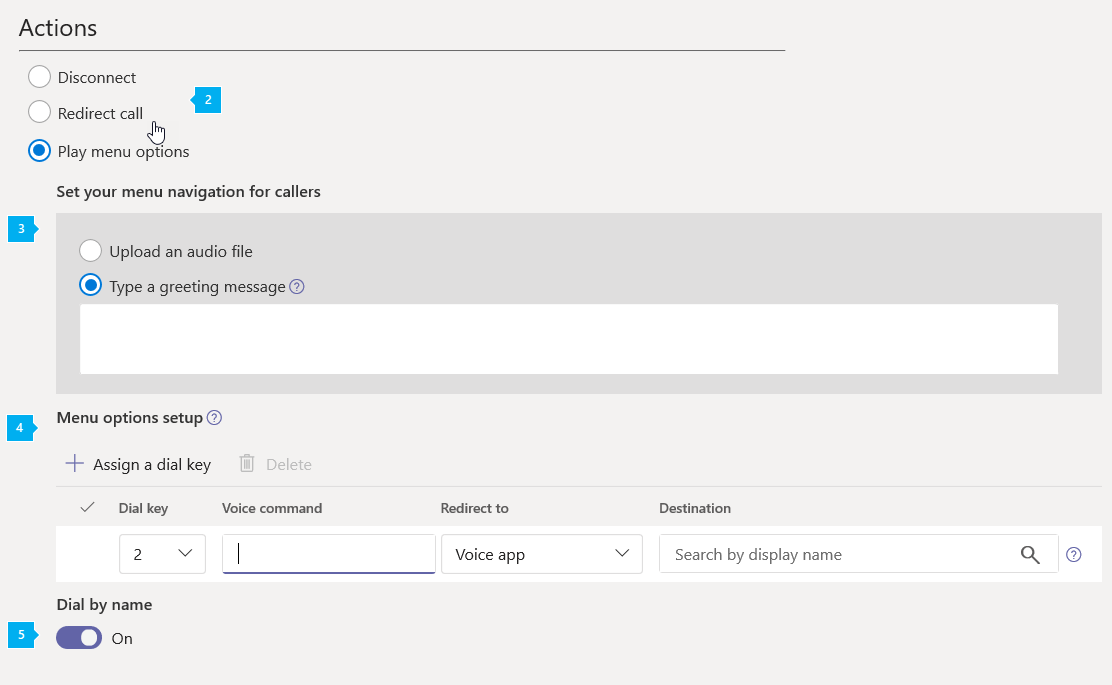 Actions
Disconnect
2
Redirect call
Play menu options
Set your menu navigation for callers
3
Upload an audio file
Type a greeting message ?
Menu options setup ?
4
Assign a dial key Delete
Dial key Voice command Redirect to Destination
2 Voice app Search by display name ?
Dial by name
5 On